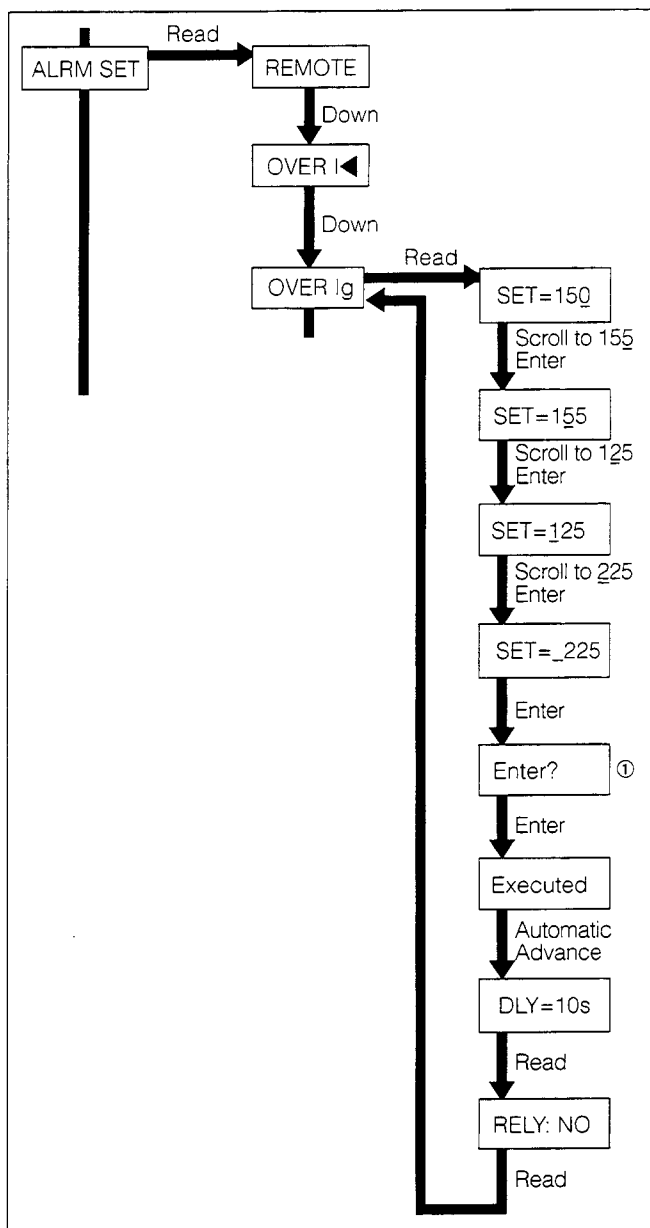 Read
ALRM SET
REMOTE
Down
OVER I◀
Down
Read
OVER Ig
SET=150
Scroll to 155
Enter
SET=155
Scroll to 125
Enter
SET=125
Scroll to 225
Enter
SET=_225
Enter
Enter? ①
Enter
Executed
Automatic
Advance
DLY=10s
Read
RELY: NO
Read